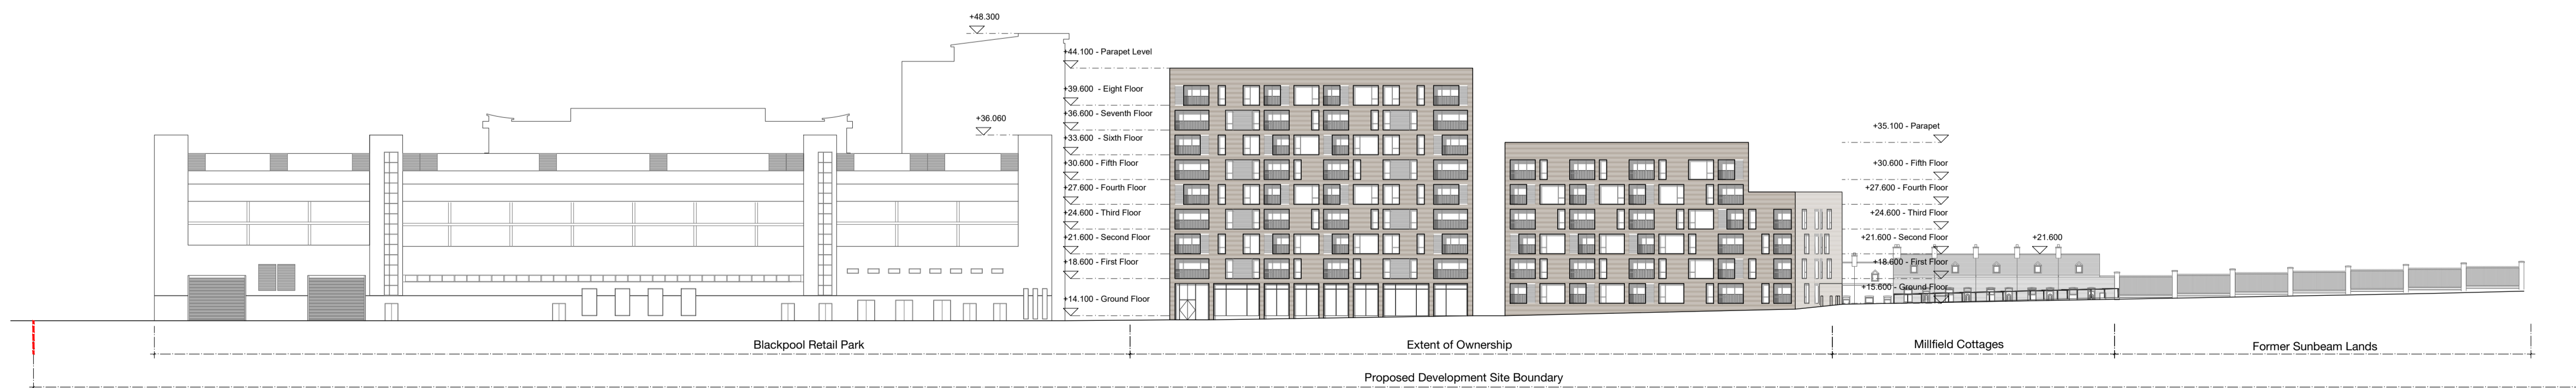 +48.300
+44.100 - Parapet Level
+39.600 - Eight Floor
+36.600 - Seventh Floor
+36.060
+33.600 - Sixth Floor
+30.600 - Fifth Floor
+27.600 - Fourth Floor
+24.600 - Third Floor
+21.600 - Second Floor
+18.600 - First Floor
+14.100 - Ground Floor
+35.100 - Parapet
+30.600 - Fifth Floor
+27.600 - Fourth Floor
+24.600 - Third Floor
+21.600 - Second Floor
+21.600
+18.600 - First Floor
+15.600 - Ground Floor
Blackpool Retail Park
Extent of Ownership
Millfield Cottages
Former Sunbeam Lands
Proposed Development Site Boundary